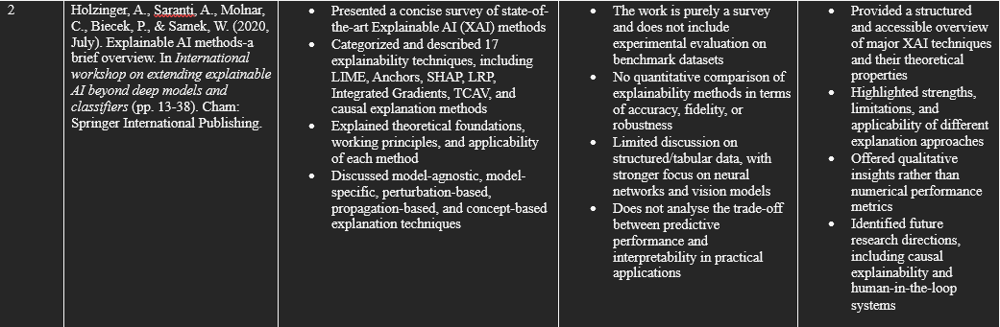 2
Holzinger, A., Saranti, A., Molnar,
C., Biecek, P., & Samek, W. (2020,
July). Explainable AI methods-a
brief overview. In International
workshop on extending explainable
AI beyond deep models and
classifiers (pp. 13-38). Cham:
Springer International Publishing.
• Presented a concise survey of state-of-
the-art Explainable AI (XAI) methods
• Categorized and described 17
explainability techniques, including
LIME, Anchors, SHAP, LRP,
Integrated Gradients, TCAV, and
causal explanation methods
• Explained theoretical foundations,
working principles, and applicability
of each method
• Discussed model-agnostic, model-
specific, perturbation-based,
propagation-based, and concept-based
explanation techniques
• The work is purely a survey
and does not include
experimental evaluation on
benchmark datasets
• No quantitative comparison of
explainability methods in terms
of accuracy, fidelity, or
robustness
• Limited discussion on
structured/tabular data, with
stronger focus on neural
networks and vision models
• Does not analyse the trade-off
between predictive
performance and
interpretability in practical
applications
• Provided a structured
and accessible overview
of major XAI techniques
and their theoretical
properties
• Highlighted strengths,
limitations, and
applicability of different
explanation approaches
• Offered qualitative
insights rather than
numerical performance
metrics
• Identified future
research directions,
including causal
explainability and
human-in-the-loop
systems